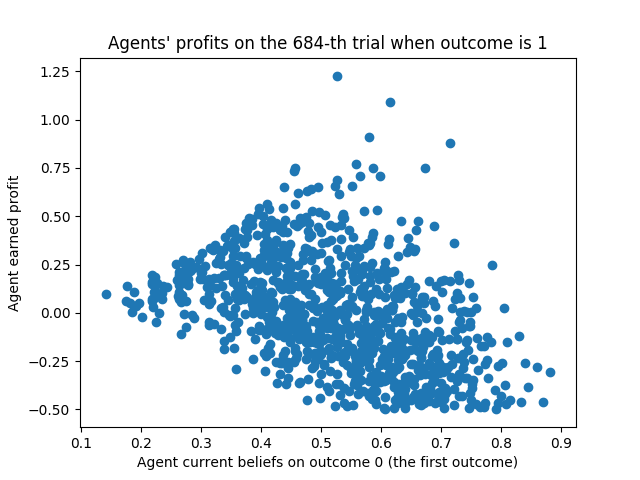 Agents' profits on the 684-th trial when outcome is 1
1.25
1.00
0.75
0.50
0.25
0.00
−0.25
−0.50
Agent earned profit
0.1 0.2 0.3 0.4 0.5 0.6 0.7 0.8 0.9
Agent current beliefs on outcome 0 (the first outcome)